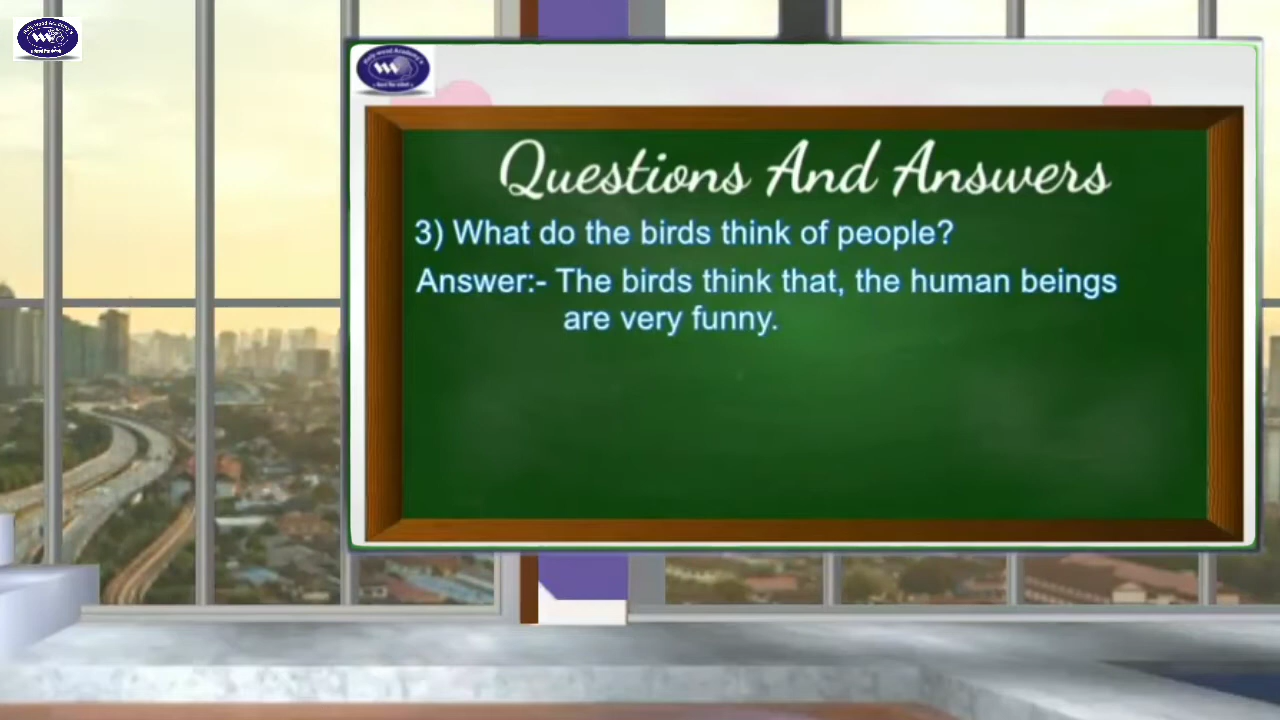 Questions And Answers
3) What do the birds think of people?
Answer:- The birds think that, the human beings
are very funny.